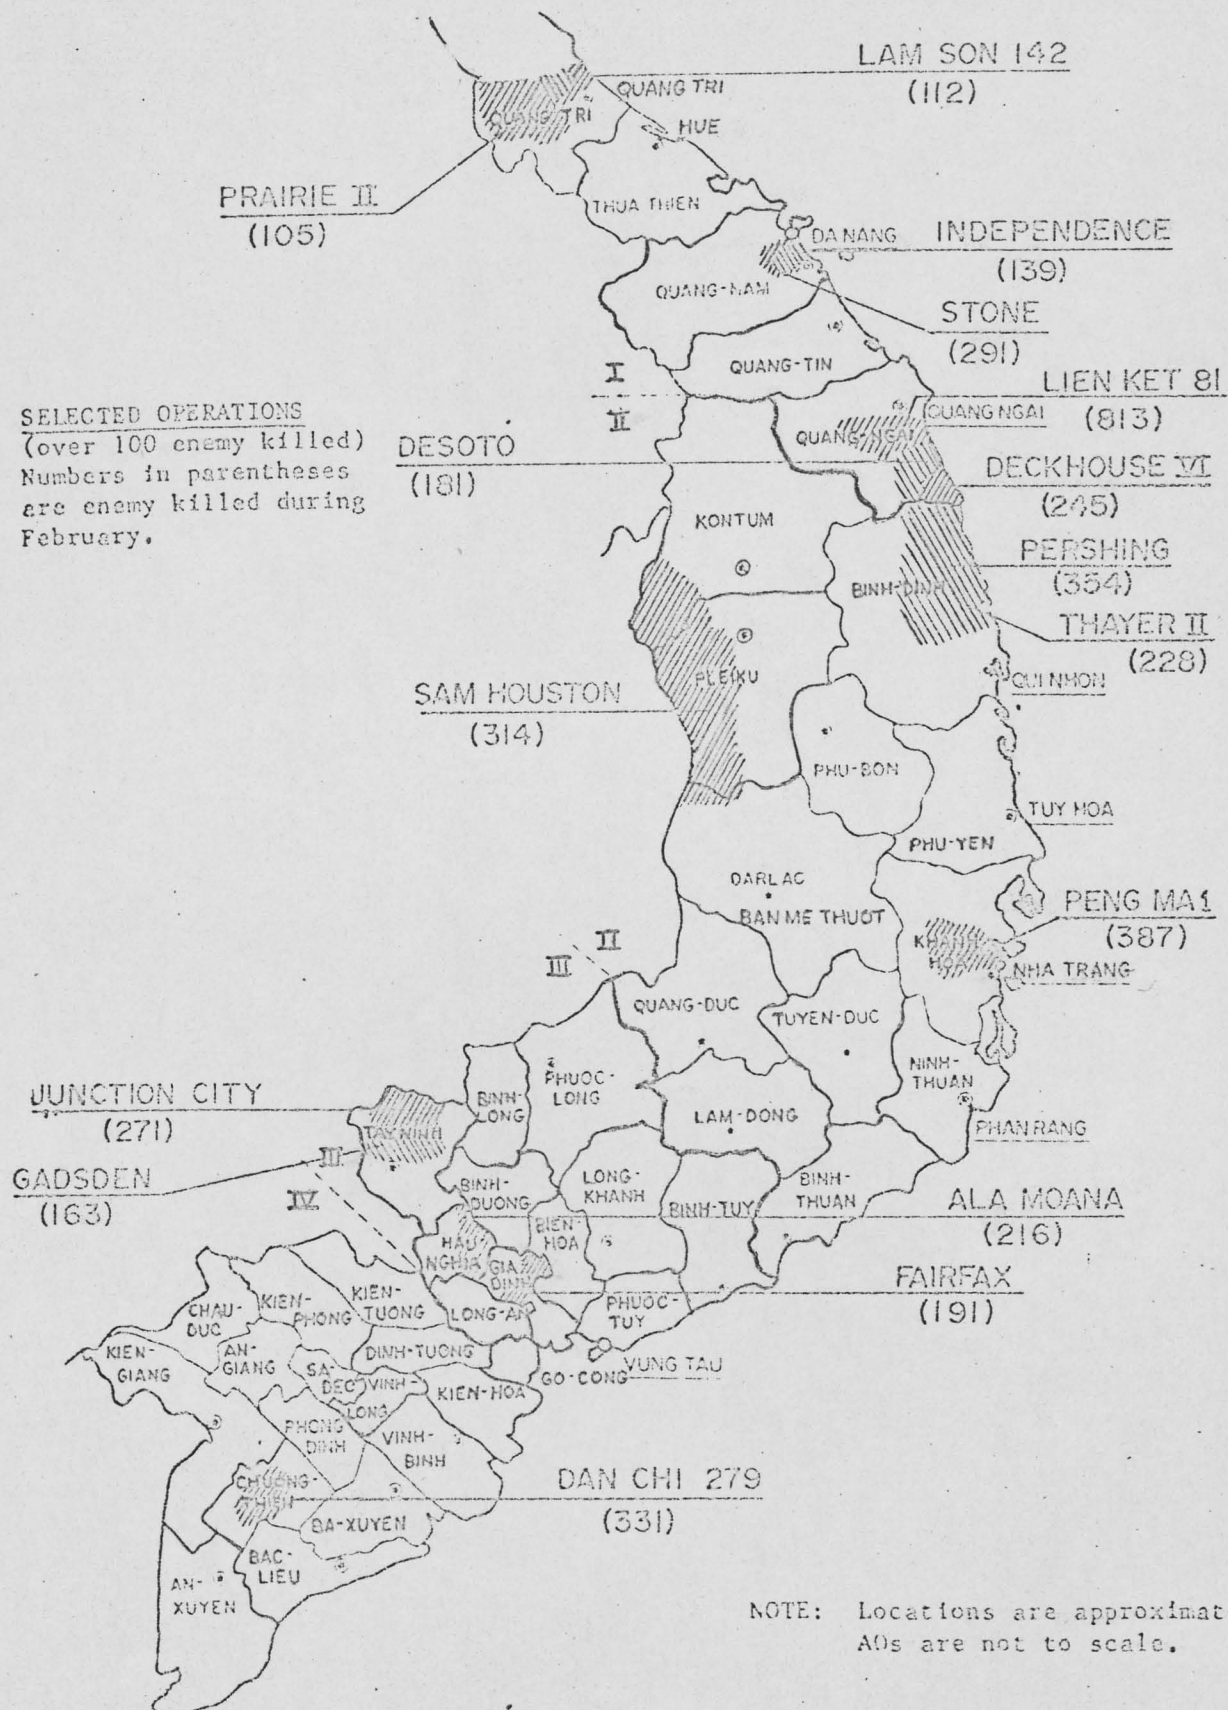 LAM SON 142
(112)
QUANG TRI
QUANG TRI
HUE
PRAIRIE II
(105)
THUA THIEN
DA NANG
INDEPENDENCE
(139)
QUANG-NAM
STONE
(291)
QUANG-TIN
I
II
LIEN KET 81
(813)
QUANG NGAI
QUANG-NGAI
SELECTED OPERATIONS
(over 100 enemy killed)
Numbers in parentheses
are enemy killed during
February.
DESOTO
(181)
DECKHOUSE VI
(245)
KONTUM
PERSHING
(354)
BINH-DINH
THAYER II
(228)
PLEIKU
QUI NHON
SAM HOUSTON
(314)
PHU-BON
TUY HOA
PHU-YEN
DARLAC
BAN ME THUOT
PENG MA 1
(387)
KHANH
HOA
NHA TRANG
II
III
QUANG-DUC
TUYEN-DUC
NINH-
THUAN
PHUOC-
LONG
BINH-
LONG
LAM-DONG
PHAN RANG
JUNCTION CITY
(271)
TAY NINH
III
IV
GADSDEN
(163)
BINH-
DUONG
LONG-
KHANH
BINH-TUY
BINH-
THUAN
ALA MOANA
(216)
BIEN
HOA
HAU
NGHIA
GIA
DINH
FAIRFAX
(191)
PHUOC-
TUY
LONG-AN
KIEN-
TUONG
KIEN-
PHONG
CHAU-
DUC
KIEN-
GIANG
AN-
GIANG
SA-
DEC
DINH-TUONG
VINH-
LONG
KIEN-HOA
GO-CONG
VUNG TAU
PHONG
DINH
VINH-
BINH
CHUONG-
THIEN
DAN CHI 279
(331)
BA-XUYEN
BAC-
LIEU
AN-
XUYEN
NOTE: Locations are approximat
AOs are not to scale.